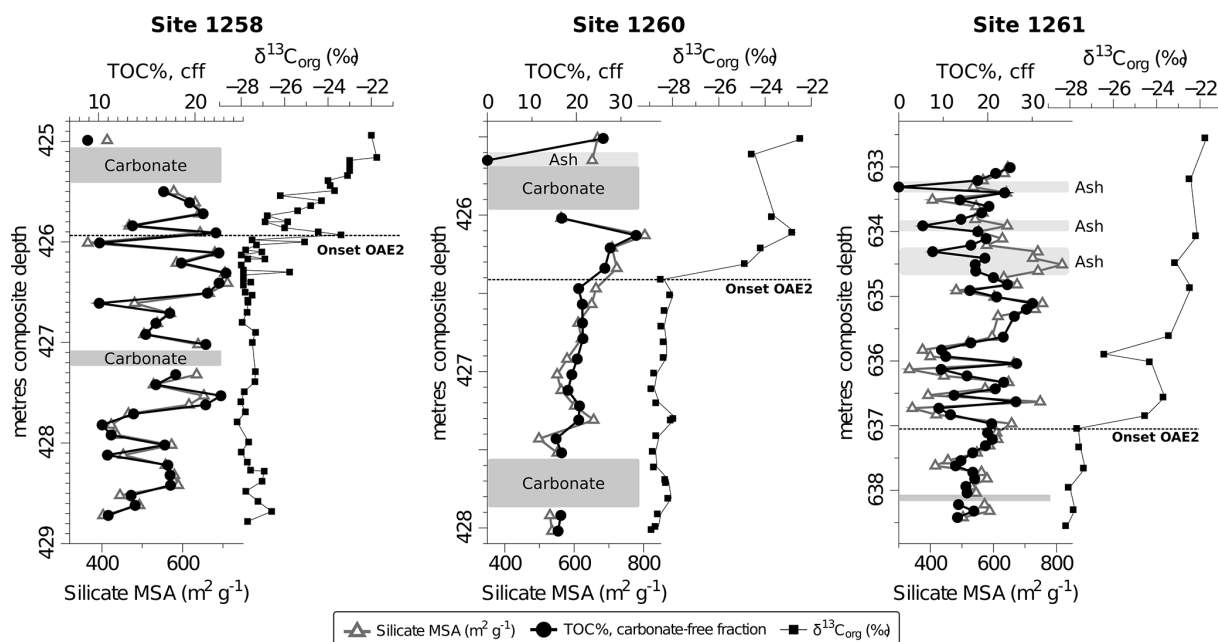 Site 1258
Site 1260
Site 1261
TOC%, cff
δ¹³Corg (‰)
10
20
−28
−26
−24
−22
metres composite depth
425
426
427
428
429
Carbonate
Onset OAE2
Carbonate
400
600
Silicate MSA (m² g⁻¹)
TOC%, cff
δ¹³Corg (‰)
0
10
20
30
−28
−26
−24
−22
metres composite depth
426
427
428
Ash
Carbonate
Onset OAE2
Carbonate
400
600
800
Silicate MSA (m² g⁻¹)
TOC%, cff
δ¹³Corg (‰)
0
10
20
30
−28
−26
−24
−22
metres composite depth
633
634
635
636
637
638
Ash
Ash
Ash
Onset OAE2
400
600
800
Silicate MSA (m² g⁻¹)
Silicate MSA (m² g⁻¹)
TOC%, carbonate-free fraction
δ¹³Corg (‰)